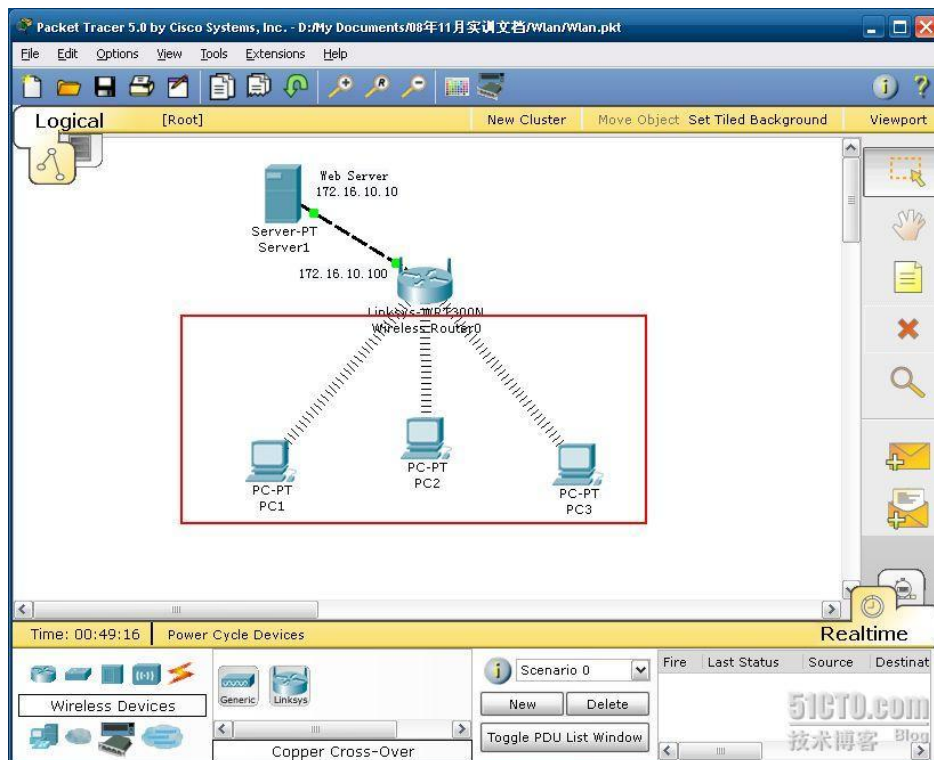 Packet Tracer 5.0 by Cisco Systems, Inc. - D:/My Documents/08年11月实训文档/Wlan/Wlan.pkt
File Edit Options View Tools Extensions Help
Logical [Root] New Cluster Move Object Set Tiled Background Viewport
Web Server
172.16.10.10
Server-PT
Server1
172.16.10.100
Linksys-WRT300N
Wireless Router0
PC-PT
PC1
PC-PT
PC2
PC-PT
PC3
Time: 00:49:16 Power Cycle Devices Realtime
Wireless Devices
Generic Linksys
Copper Cross-Over
Scenario 0
New Delete
Toggle PDU List Window
Fire Last Status Source Destinat
51CTO.com
技术博客 Blog